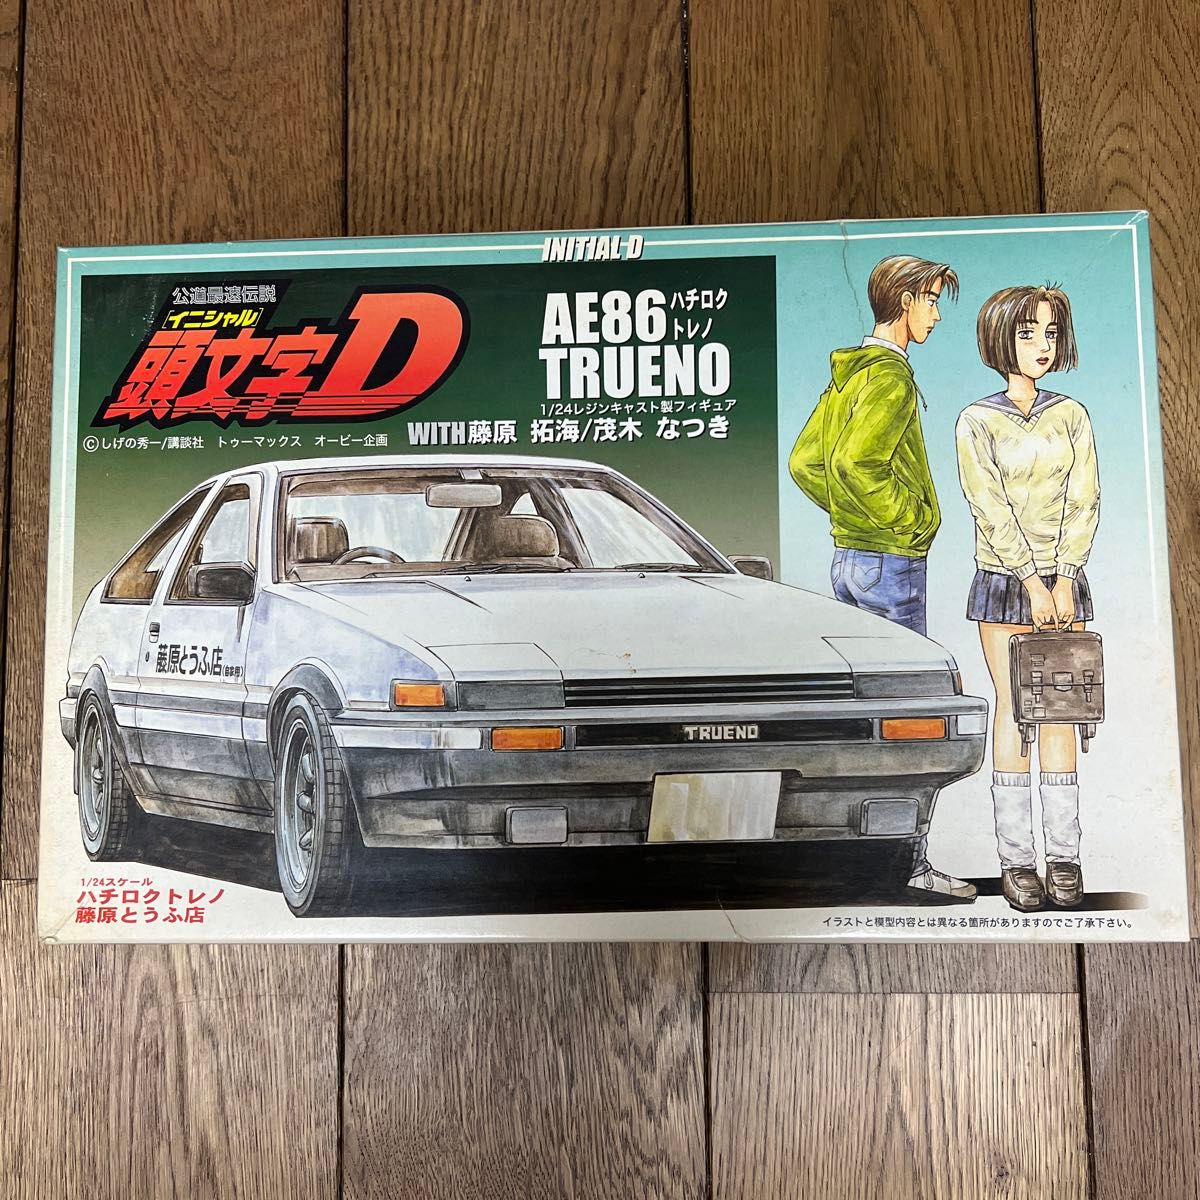 INITIAL D
公道最速伝説
[イニシャル]
頭文字D
©しげの秀一/講談社 トゥーマックス オービー企画
AE86 ハチロク
トレノ
TRUENO
1/24レジンキャスト製フィギュア
WITH藤原 拓海/茂木 なつき
藤原とうふ店(自家用)
TRUENO
1/24スケール
ハチロクトレノ
藤原とうふ店
イラストと模型内容とは異なる箇所がありますのでご了承下さい。